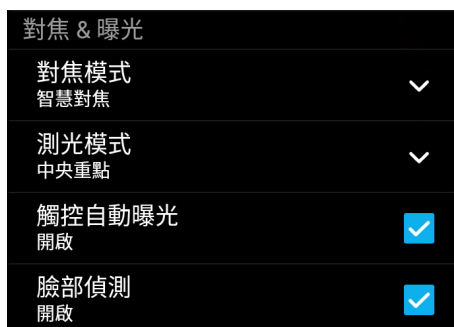 對焦 & 曝光
對焦模式
智慧對焦
測光模式
中央重點
觸控自動曝光
開啟
臉部偵測
開啟